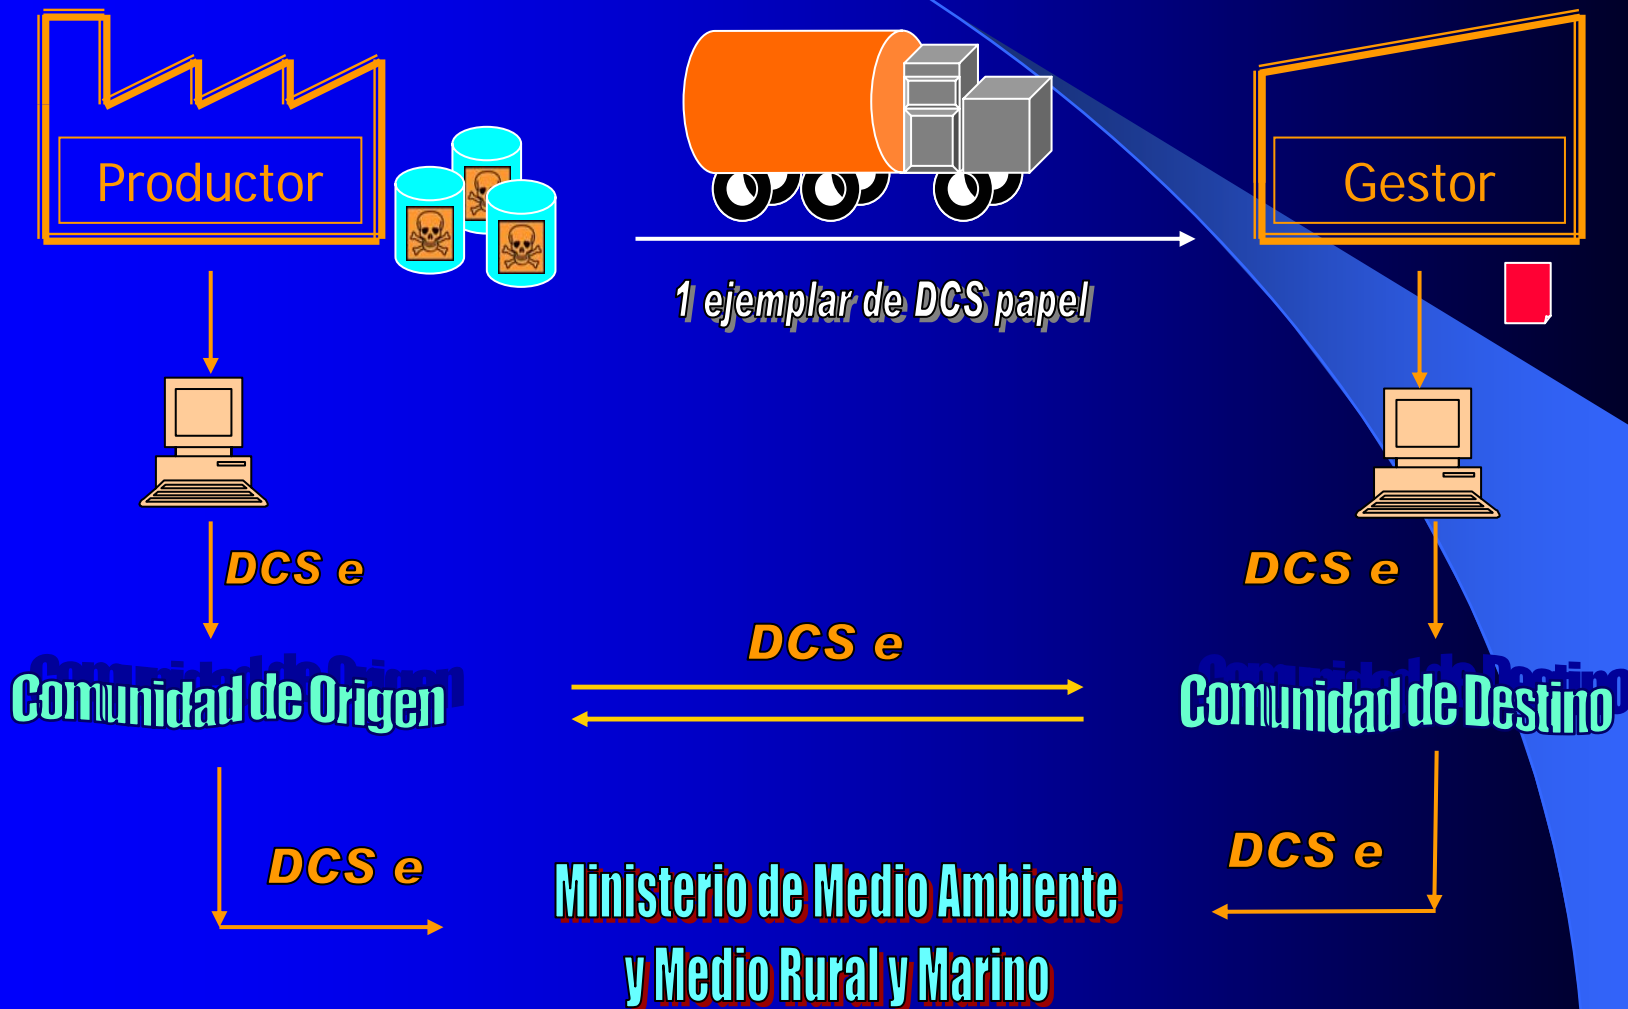 Productor
Gestor
1 ejemplar de DCS papel
DCS e
DCS e
DCS e
Comunidad de Origen
Comunidad de Destino
DCS e
DCS e
Ministerio de Medio Ambiente
y Medio Rural y Marino